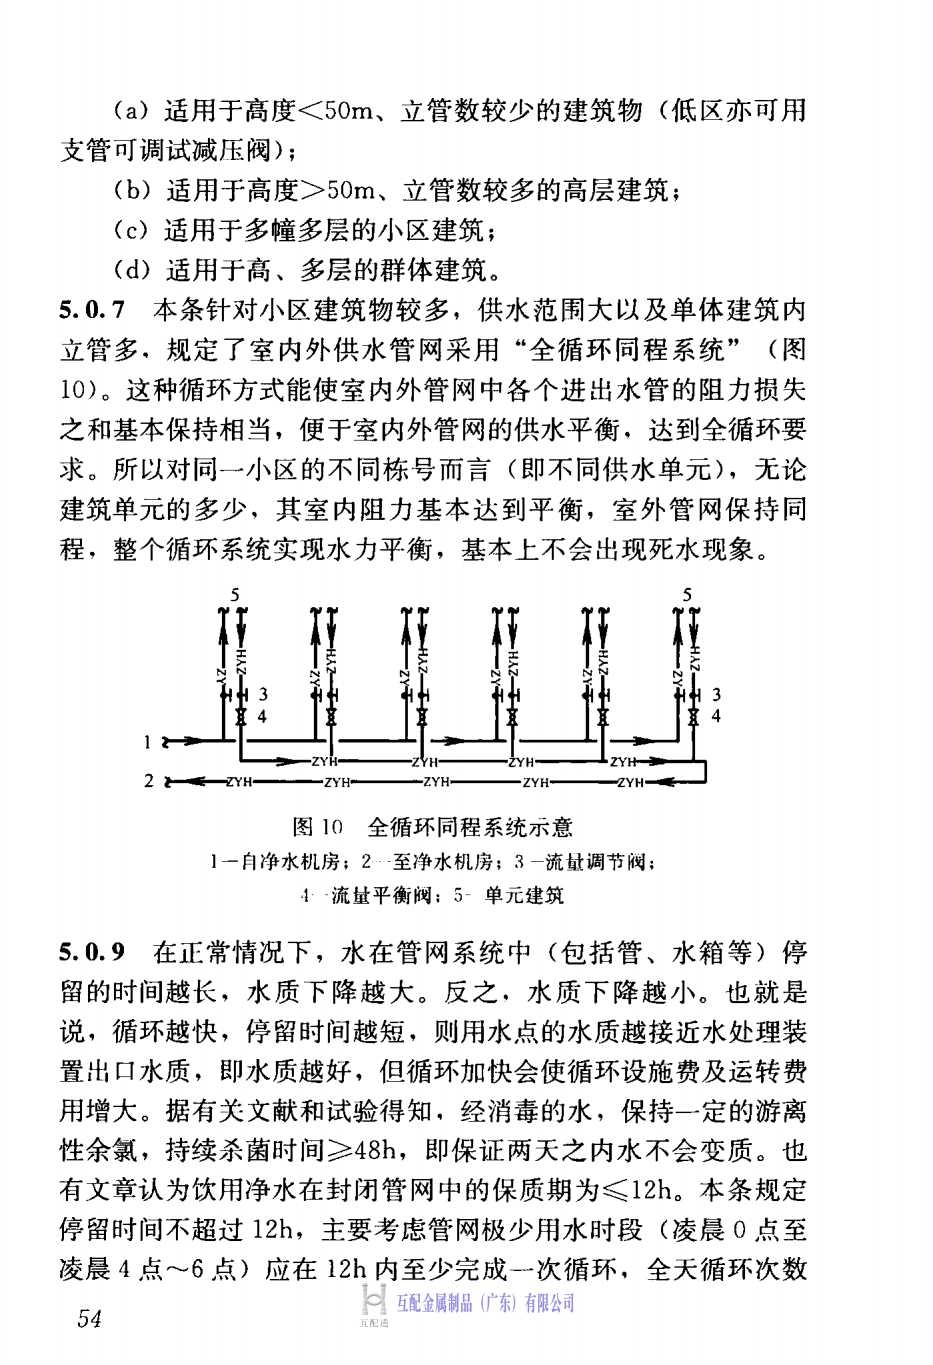 （a）适用于高度＜50m、立管数较少的建筑物（低区亦可用
支管可调试减压阀）；
（b）适用于高度＞50m、立管数较多的高层建筑；
（c）适用于多幢多层的小区建筑；
（d）适用于高、多层的群体建筑。
5.0.7 本条针对小区建筑物较多，供水范围大以及单体建筑内
立管多，规定了室内外供水管网采用“全循环同程系统”（图
10）。这种循环方式能使室内外管网中各个进出水管的阻力损失
之和基本保持相当，便于室内外管网的供水平衡，达到全循环要
求。所以对同一小区的不同栋号而言（即不同供水单元），无论
建筑单元的多少，其室内阻力基本达到平衡，室外管网保持同
程，整个循环系统实现水力平衡，基本上不会出现死水现象。
5 5
ZY ZYH ZY ZYH ZY ZYH ZY ZYH ZY ZYH ZY ZYH
3 3
4 4
1
ZYH ZYH ZYH ZYH
2 ZYH ZYH ZYH ZYH ZYH
图 10 全循环同程系统示意
1—自净水机房；2—至净水机房；3—流量调节阀；
4—流量平衡阀；5—单元建筑
5.0.9 在正常情况下，水在管网系统中（包括管、水箱等）停
留的时间越长，水质下降越大。反之，水质下降越小。也就是
说，循环越快，停留时间越短，则用水点的水质越接近水处理装
置出口水质，即水质越好，但循环加快会使循环设施费及运转费
用增大。据有关文献和试验得知，经消毒的水，保持一定的游离
性余氯，持续杀菌时间≥48h，即保证两天之内水不会变质。也
有文章认为饮用净水在封闭管网中的保质期为≤12h。本条规定
停留时间不超过 12h，主要考虑管网极少用水时段（凌晨 0 点至
凌晨 4 点～6 点）应在 12h 内至少完成一次循环，全天循环次数
54
互配通
互配金属制品（广东）有限公司